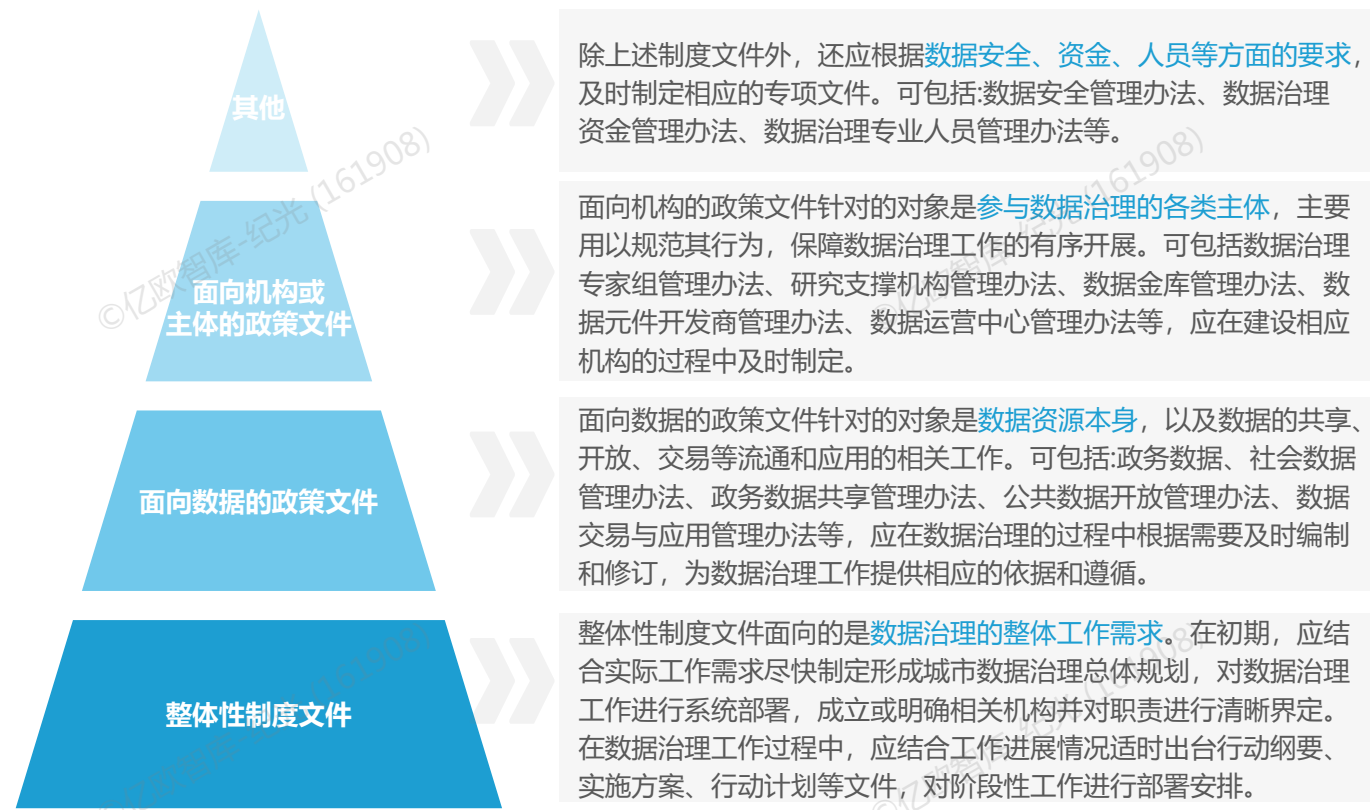 其他
除上述制度文件外，还应根据数据安全、资金、人员等方面的要求，
及时制定相应的专项文件。可包括:数据安全管理办法、数据治理
资金管理办法、数据治理专业人员管理办法等。
面向机构或
主体的政策文件
面向机构的政策文件针对的对象是参与数据治理的各类主体，主要
用以规范其行为，保障数据治理工作的有序开展。可包括数据治理
专家组管理办法、研究支撑机构管理办法、数据金库管理办法、数
据元件开发商管理办法、数据运营中心管理办法等，应在建设相应
机构的过程中及时制定。
面向数据的政策文件
面向数据的政策文件针对的对象是数据资源本身，以及数据的共享、
开放、交易等流通和应用的相关工作。可包括:政务数据、社会数据
管理办法、政务数据共享管理办法、公共数据开放管理办法、数据
交易与应用管理办法等，应在数据治理的过程中根据需要及时编制
和修订，为数据治理工作提供相应的依据和遵循。
整体性制度文件
整体性制度文件面向的是数据治理的整体工作需求。在初期，应结
合实际工作需求尽快制定形成城市数据治理总体规划，对数据治理
工作进行系统部署，成立或明确相关机构并对职责进行清晰界定。
在数据治理工作过程中，应结合工作进展情况适时出台行动纲要、
实施方案、行动计划等文件，对阶段性工作进行部署安排。
©亿欧智库-纪光 (161908)
©亿欧智库-纪光 (161908)
©亿欧智库-纪光 (161908)
©亿欧智库-纪光 (161908)